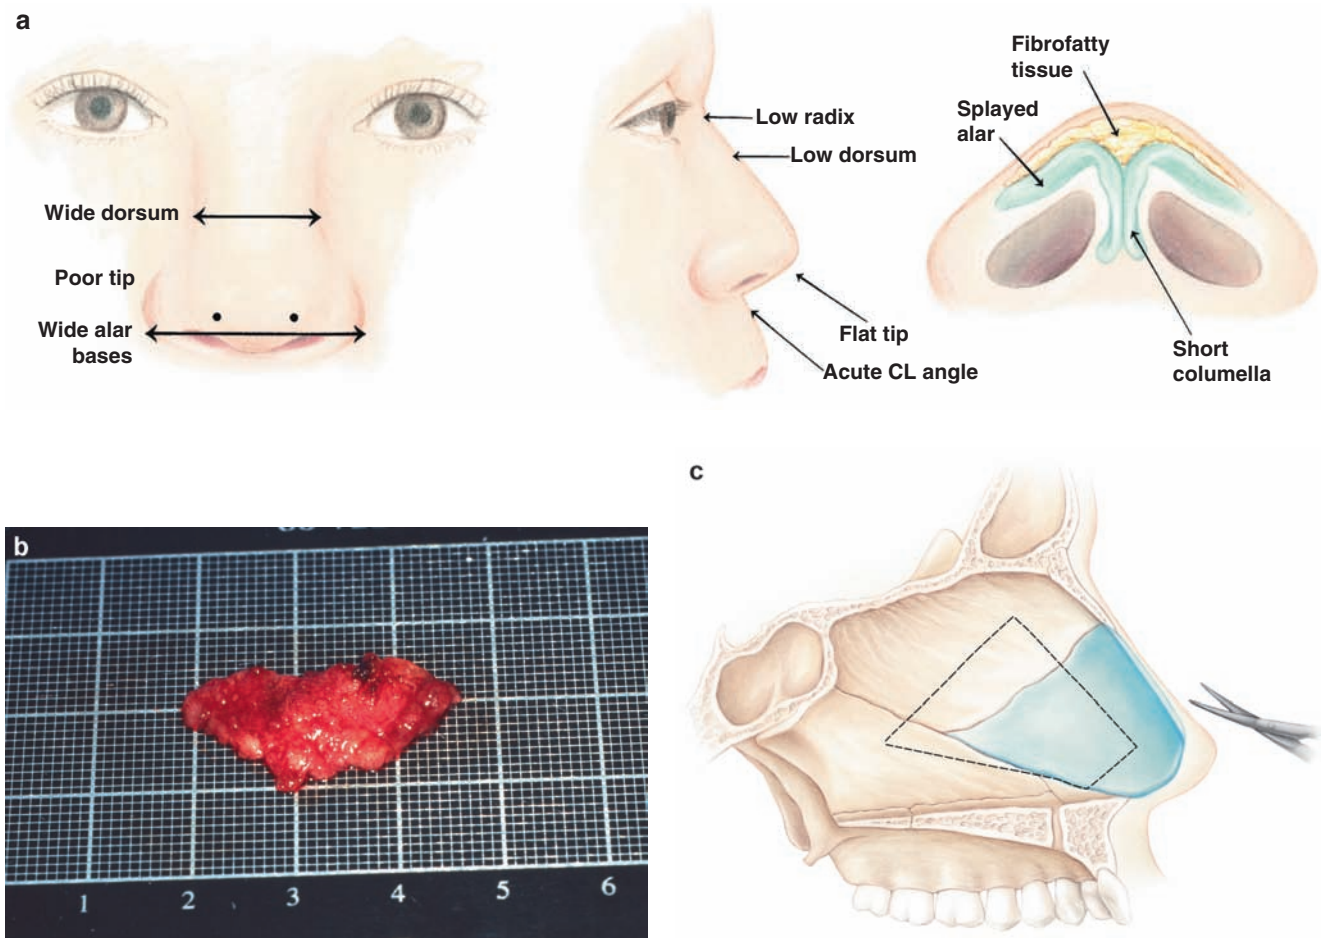 a
Wide dorsum
Poor tip
Wide alar
bases
Low radix
Low dorsum
Flat tip
Acute CL angle
Fibrofatty
tissue
Splayed
alar
Short
columella
b
1 2 3 4 5 6
c